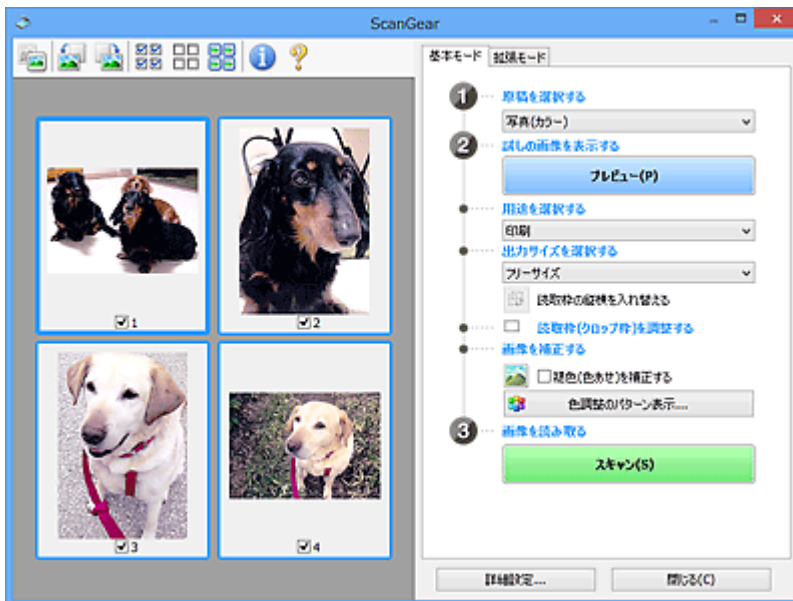 ScanGear
基本モード
拡張モード
1
原稿を選択する
写真(カラー)
2
試しの画像を表示する
プレビュー(P)
用途を選択する
印刷
出力サイズを選択する
フリーサイズ
読取枠の縦横を入れ替える
読取枠(クロップ枠)を調整する
画像を補正する
褪色(色あせ)を補正する
色調整のパターン表示...
3
画像を読み取る
スキャン(S)
1
2
3
4
詳細設定...
閉じる(C)